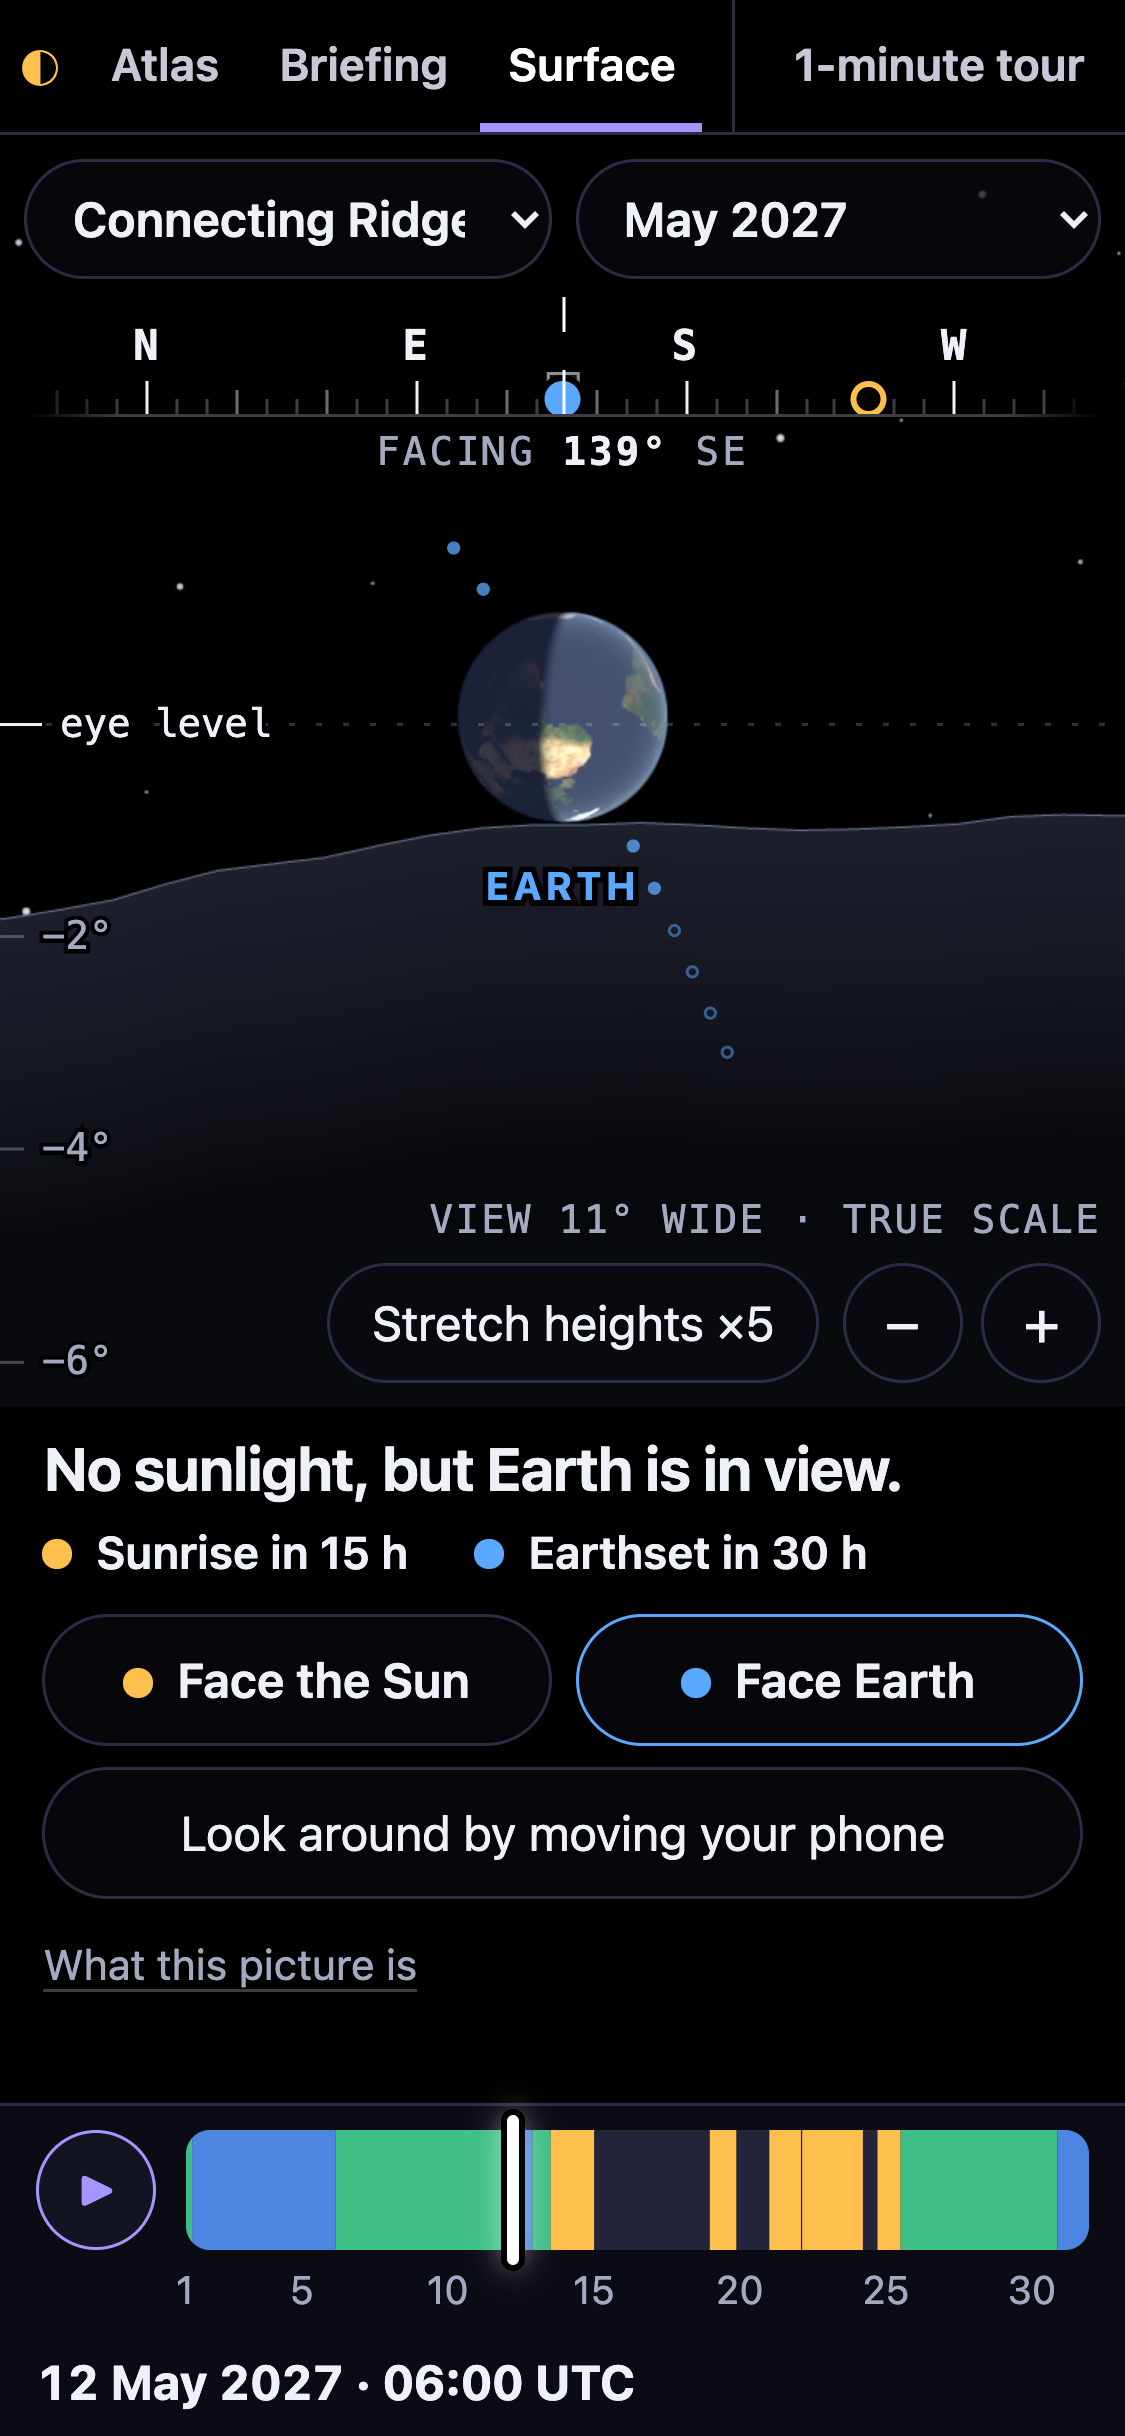 Atlas Briefing Surface 1-minute tour
Connecting Ridge May 2027
N E S W
FACING 139° SE
eye level
EARTH
−2°
−4°
VIEW 11° WIDE · TRUE SCALE
Stretch heights ×5 − +
−6°
No sunlight, but Earth is in view.
Sunrise in 15 h Earthset in 30 h
Face the Sun Face Earth
Look around by moving your phone
What this picture is
1 5 10 15 20 25 30
12 May 2027 · 06:00 UTC